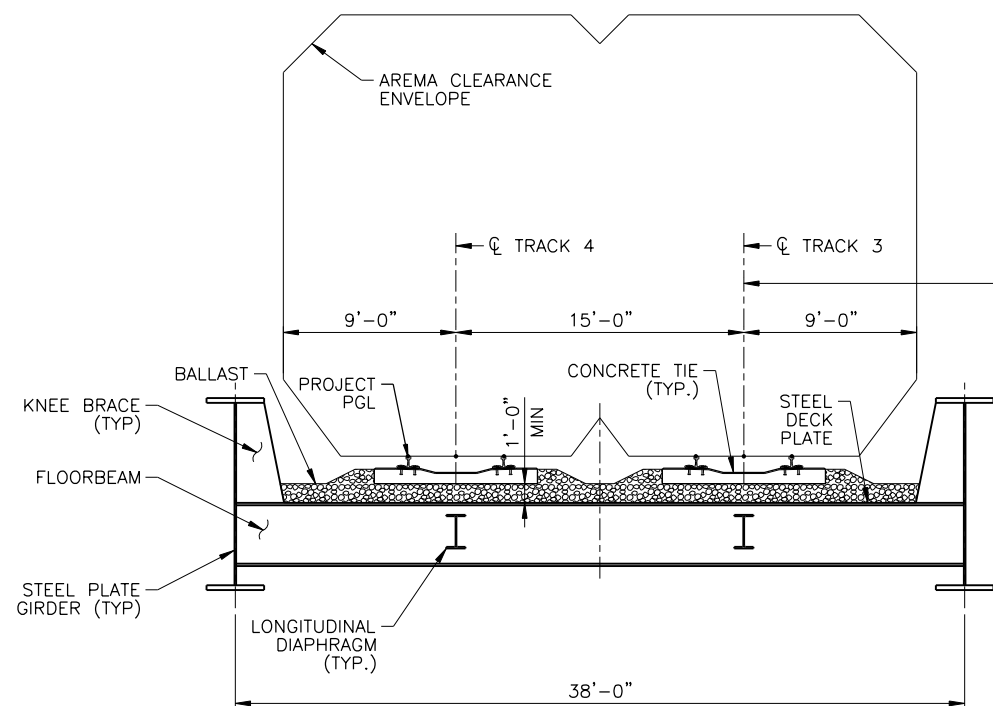 AREMA CLEARANCE
ENVELOPE
℄ TRACK 4
℄ TRACK 3
9'-0"
15'-0"
9'-0"
BALLAST
PROJECT
PGL
CONCRETE TIE
(TYP.)
1'-0"
MIN
STEEL
DECK
PLATE
KNEE BRACE
(TYP)
FLOORBEAM
STEEL PLATE
GIRDER (TYP)
LONGITUDINAL
DIAPHRAGM
(TYP.)
38'-0"